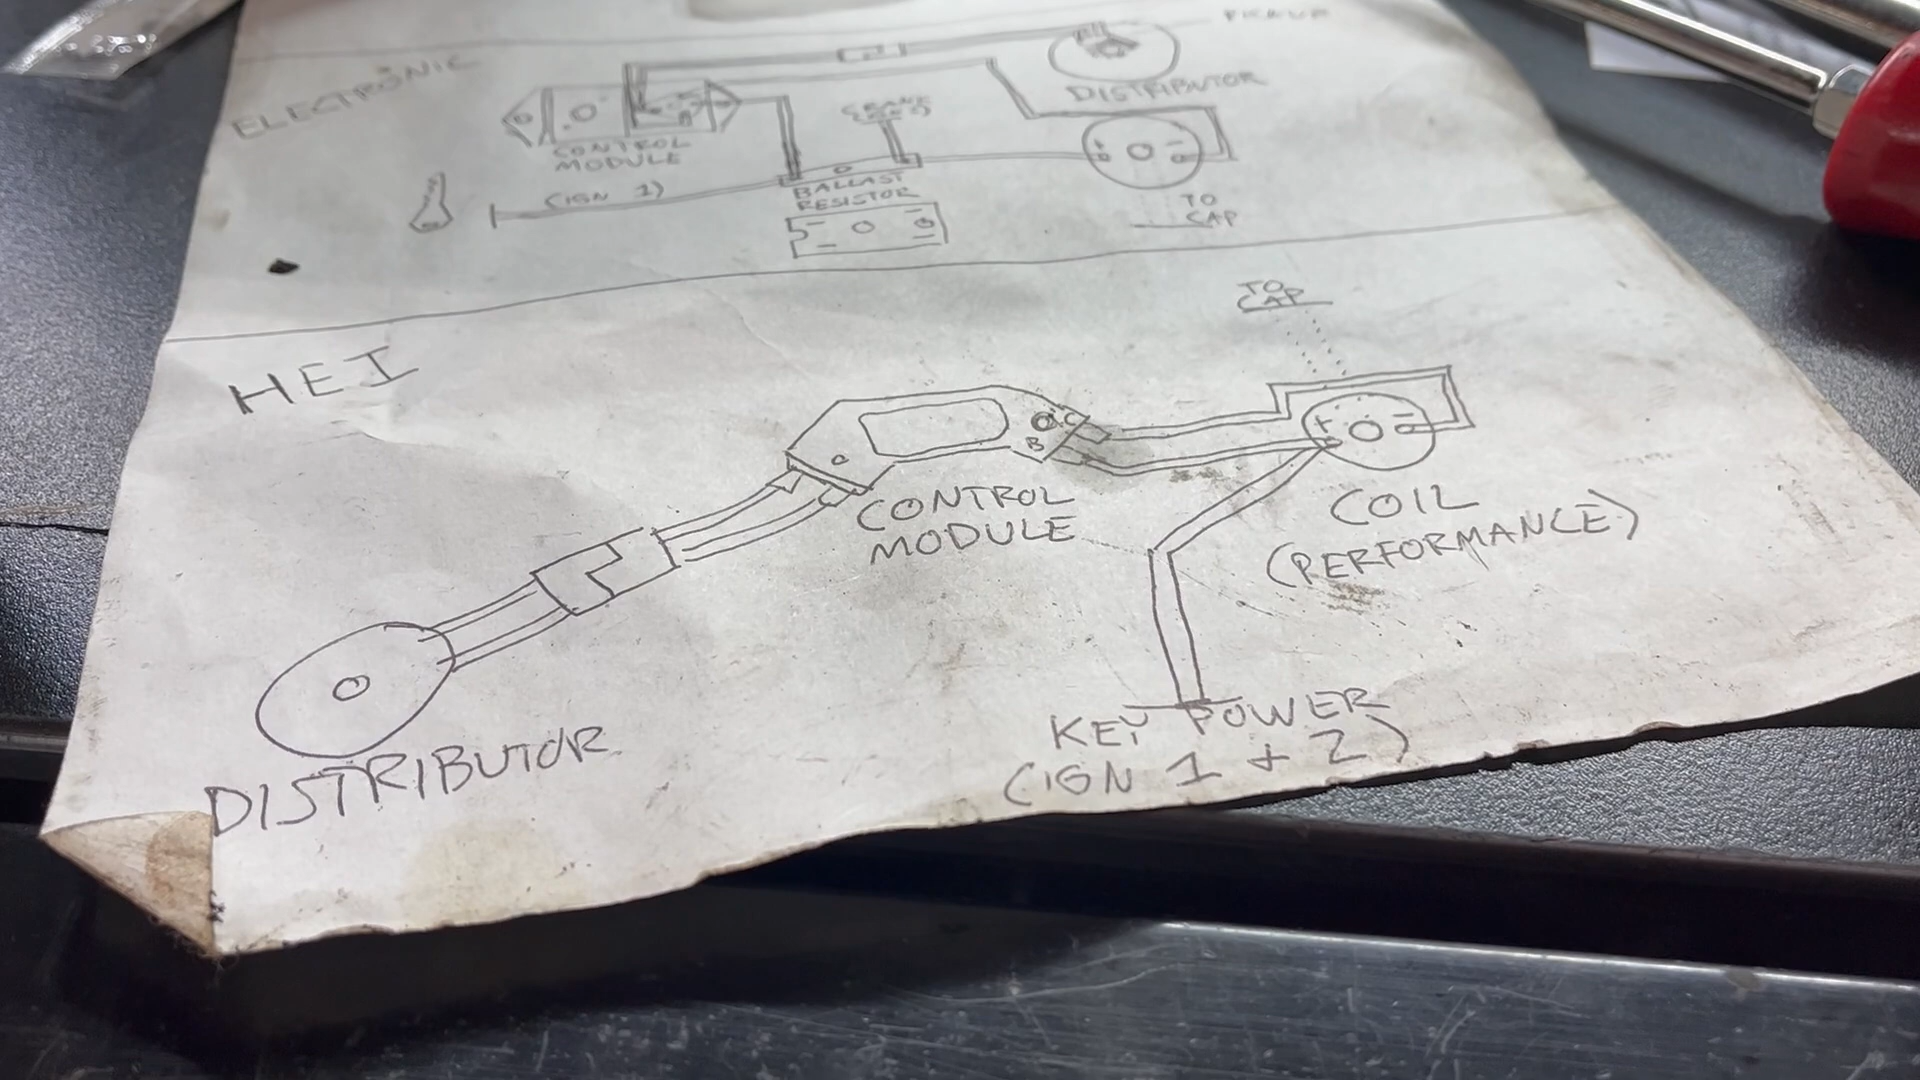 PICKUP
ELECTRONIC
DISTRIBUTOR
CONTROL
MODULE
+
-
(IGN 1)
BALLAST
RESISTOR
TO
CAP
TO
CAP
HEI
C
B
+
-
CONTROL
MODULE
COIL
(PERFORMANCE)
DISTRIBUTOR
KEY POWER
(IGN 1 + 2)